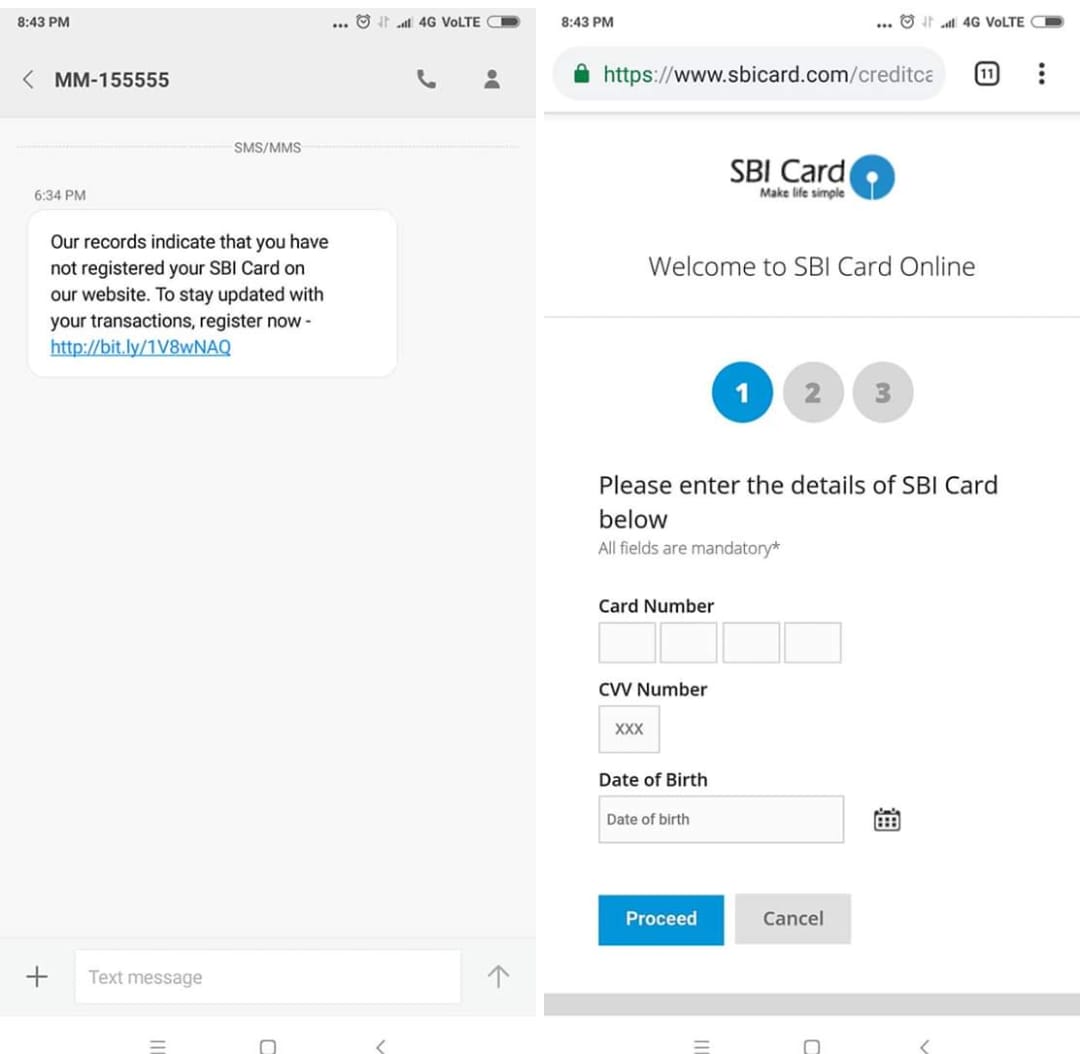 8:43 PM
... 4G VoLTE
MM-155555
SMS/MMS
6:34 PM
Our records indicate that you have
not registered your SBI Card on
our website. To stay updated with
your transactions, register now -
http://bit.ly/1V8wNAQ
Text message
8:43 PM
... 4G VoLTE
https://www.sbicard.com/creditca
11
SBI Card
Make life simple
Welcome to SBI Card Online
1 2 3
Please enter the details of SBI Card
below
All fields are mandatory*
Card Number
CVV Number
XXX
Date of Birth
Date of birth
Proceed Cancel